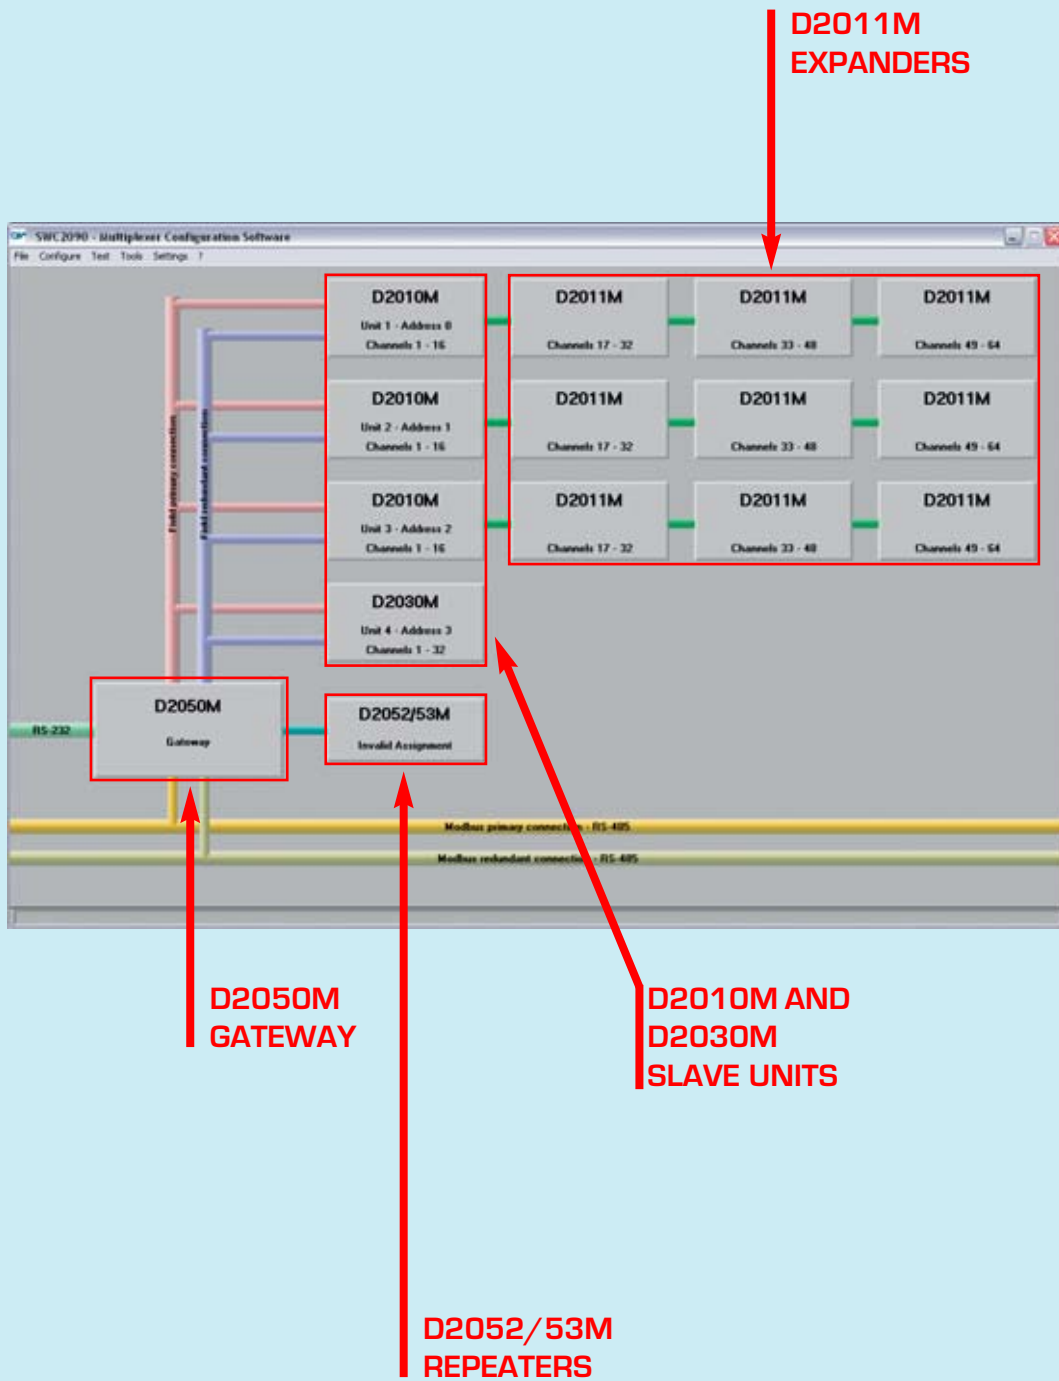 D2011M
EXPANDERS
SWC2090 - Multiplexer Configuration Software
File Configure Test Tools Settings ?
D2010M
Unit 1 - Address 0
Channels 1 - 16
D2011M
Channels 17 - 32
D2011M
Channels 33 - 48
D2011M
Channels 49 - 64
D2010M
Unit 2 - Address 1
Channels 1 - 16
D2011M
Channels 17 - 32
D2011M
Channels 33 - 48
D2011M
Channels 49 - 64
D2010M
Unit 3 - Address 2
Channels 1 - 16
D2011M
Channels 17 - 32
D2011M
Channels 33 - 48
D2011M
Channels 49 - 64
Field primary connection
Field redundant connection
D2030M
Unit 4 - Address 3
Channels 1 - 32
RS-232
D2050M
Gateway
D2052/53M
Invalid Assignment
Modbus primary connection - RS-485
Modbus redundant connection - RS-485
D2050M
GATEWAY
D2010M AND
D2030M
SLAVE UNITS
D2052/53M
REPEATERS